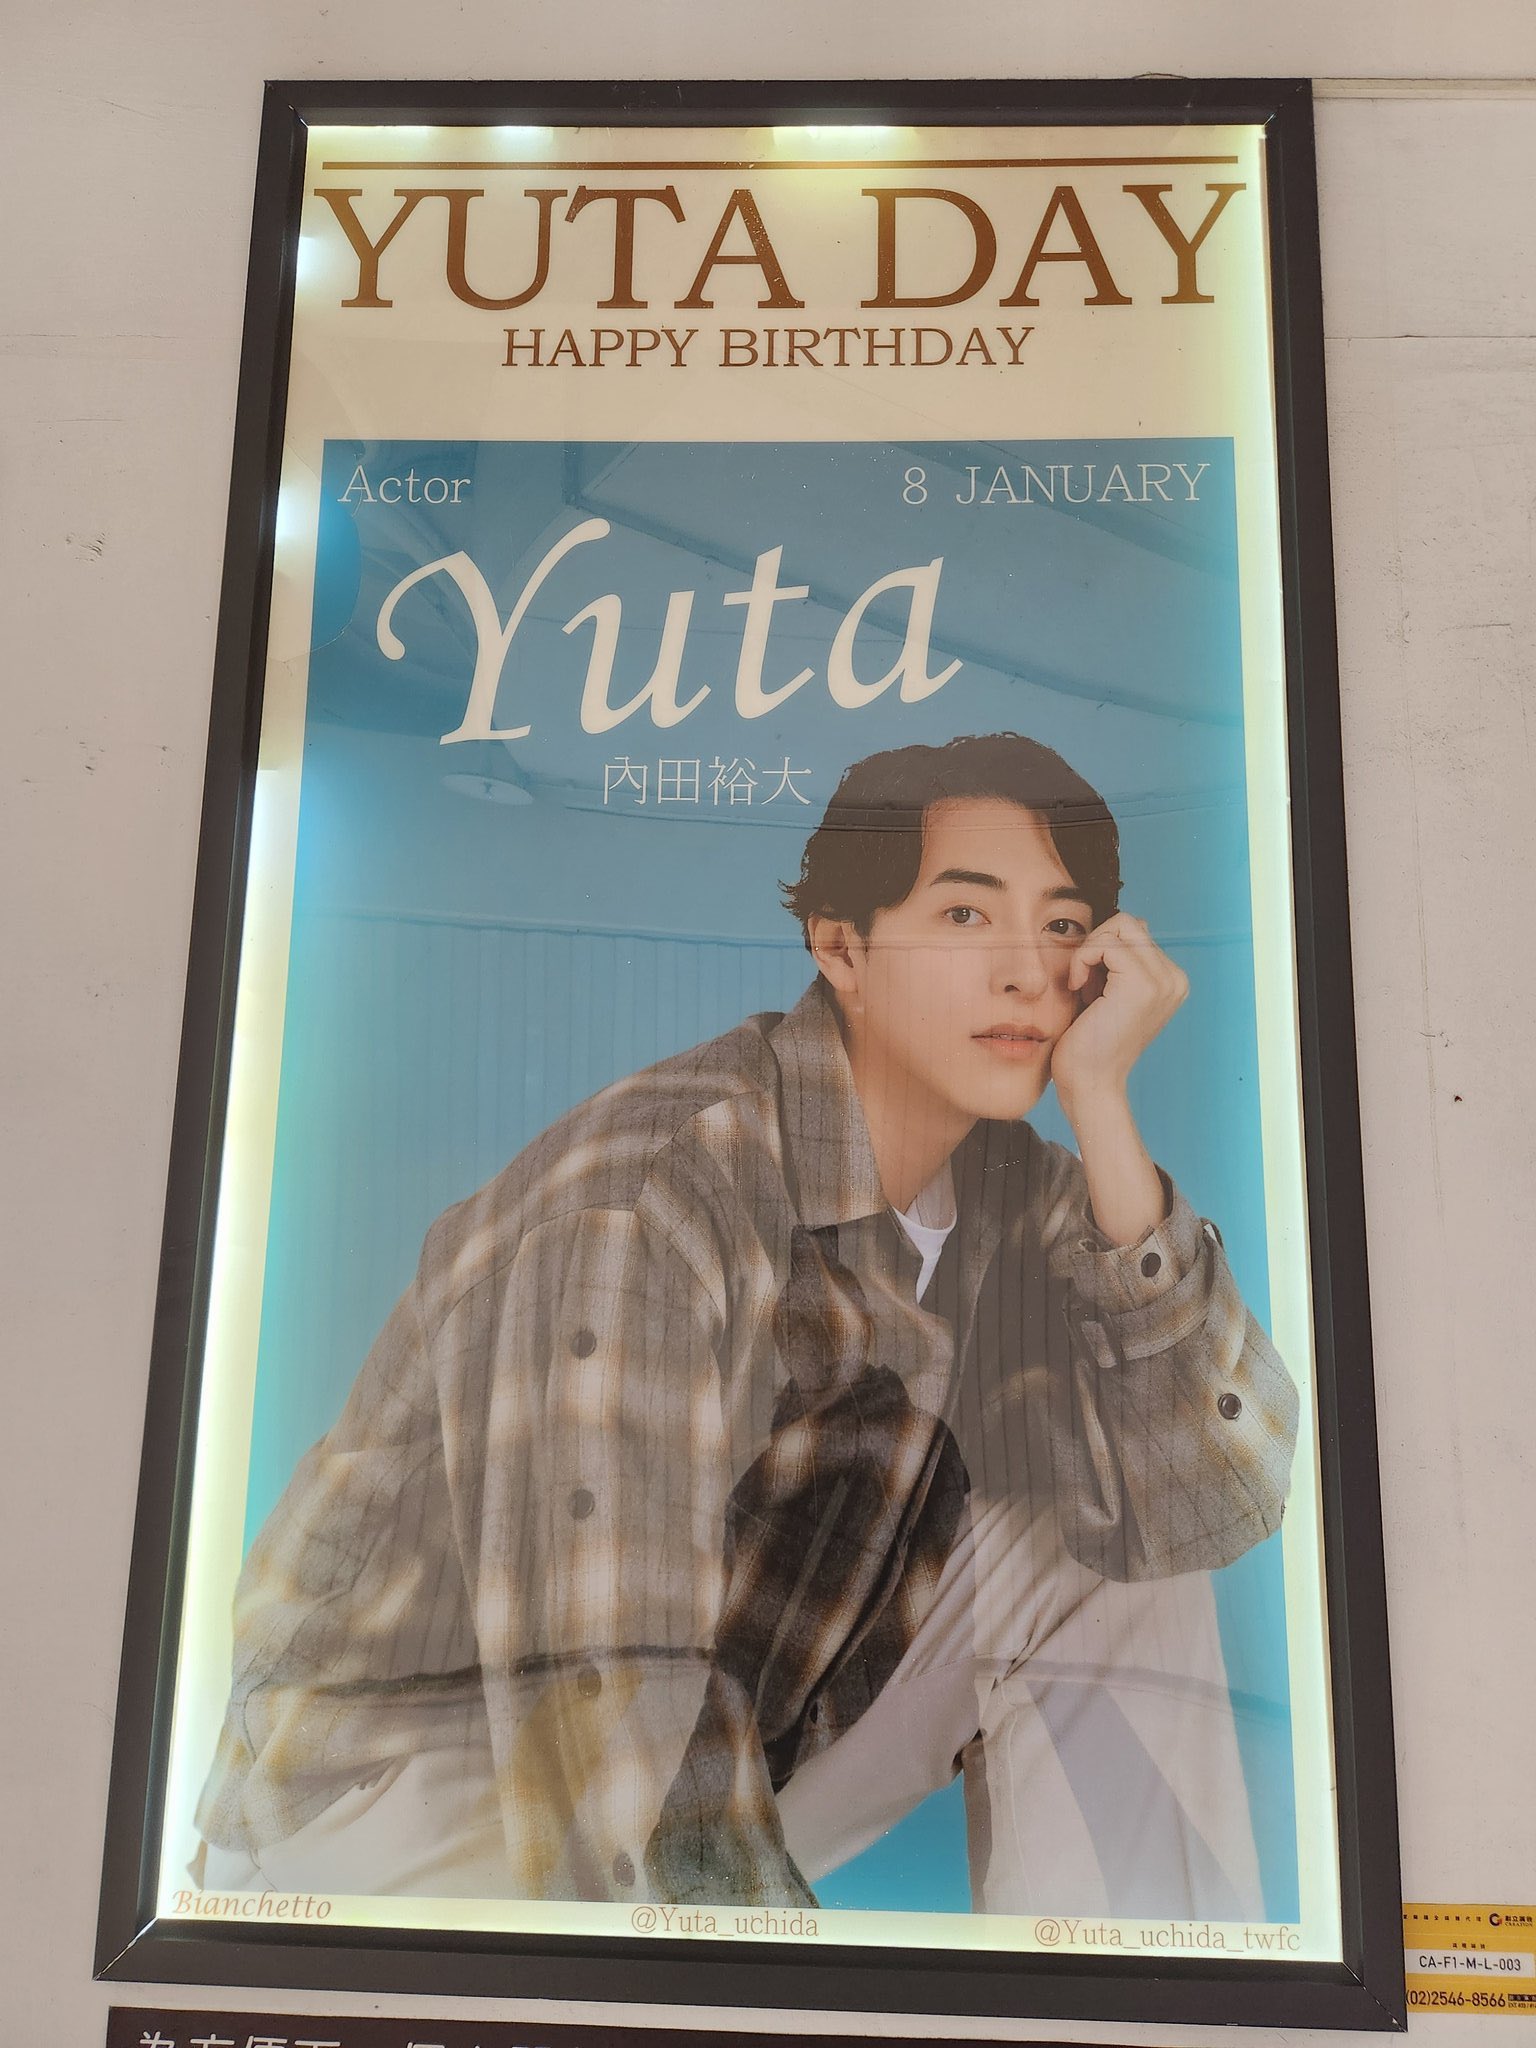 YUTA DAY
HAPPY BIRTHDAY
Actor
8 JANUARY
Yuta
內田裕大
Bianchetto
@Yuta_uchida
@Yuta_uchida_twfc
CA-F1-M-L-003
(02)2546-8566